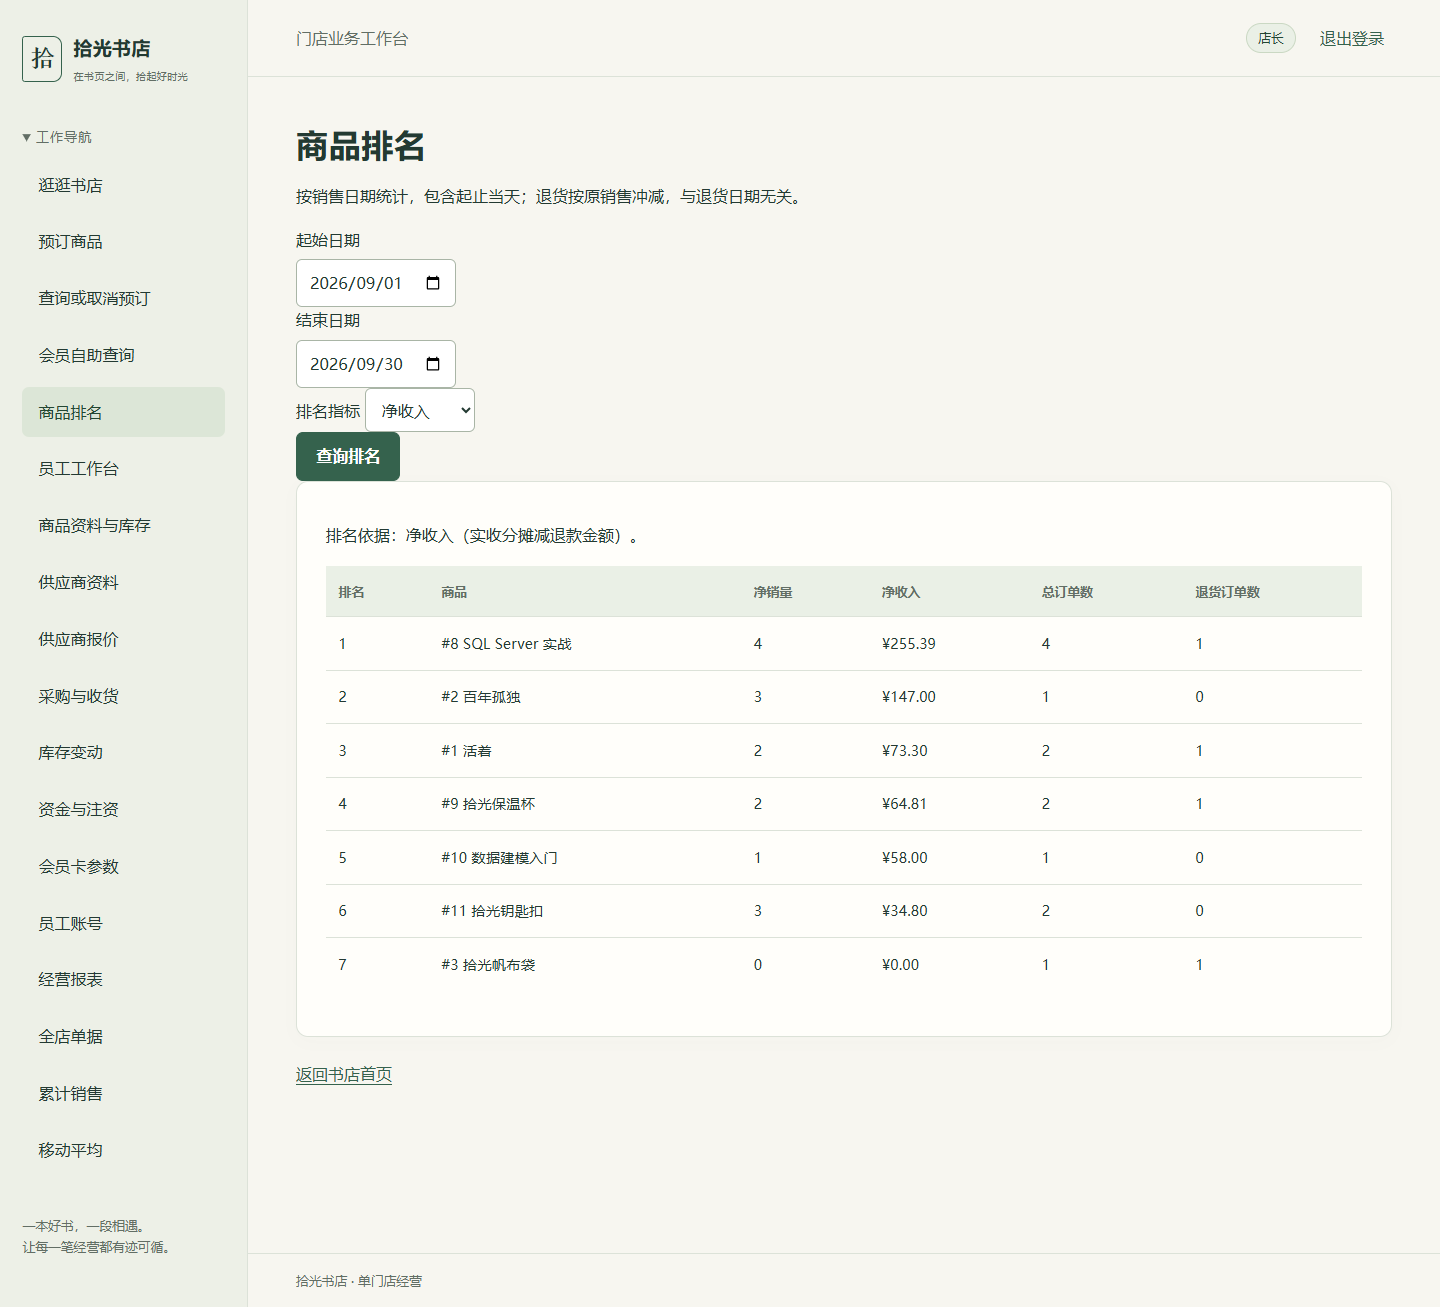 拾
拾光书店
在书页之间，拾起好时光
▼ 工作导航
逛逛书店
预订商品
查询或取消预订
会员自助查询
商品排名
员工工作台
商品资料与库存
供应商资料
供应商报价
采购与收货
库存变动
资金与注资
会员卡参数
员工账号
经营报表
全店单据
累计销售
移动平均
一本好书，一段相遇。
让每一笔经营都有迹可循。
门店业务工作台
店长
退出登录
商品排名
按销售日期统计，包含起止当天；退货按原销售冲减，与退货日期无关。
起始日期
2026/09/01
结束日期
2026/09/30
排名指标 净收入
查询排名
排名依据：净收入（实收分摊减退款金额）。
排名 商品 净销量 净收入 总订单数 退货订单数
1 #8 SQL Server 实战 4 ¥255.39 4 1
2 #2 百年孤独 3 ¥147.00 1 0
3 #1 活着 2 ¥73.30 2 1
4 #9 拾光保温杯 2 ¥64.81 2 1
5 #10 数据建模入门 1 ¥58.00 1 0
6 #11 拾光钥匙扣 3 ¥34.80 2 0
7 #3 拾光帆布袋 0 ¥0.00 1 1
返回书店首页
拾光书店 · 单门店经营